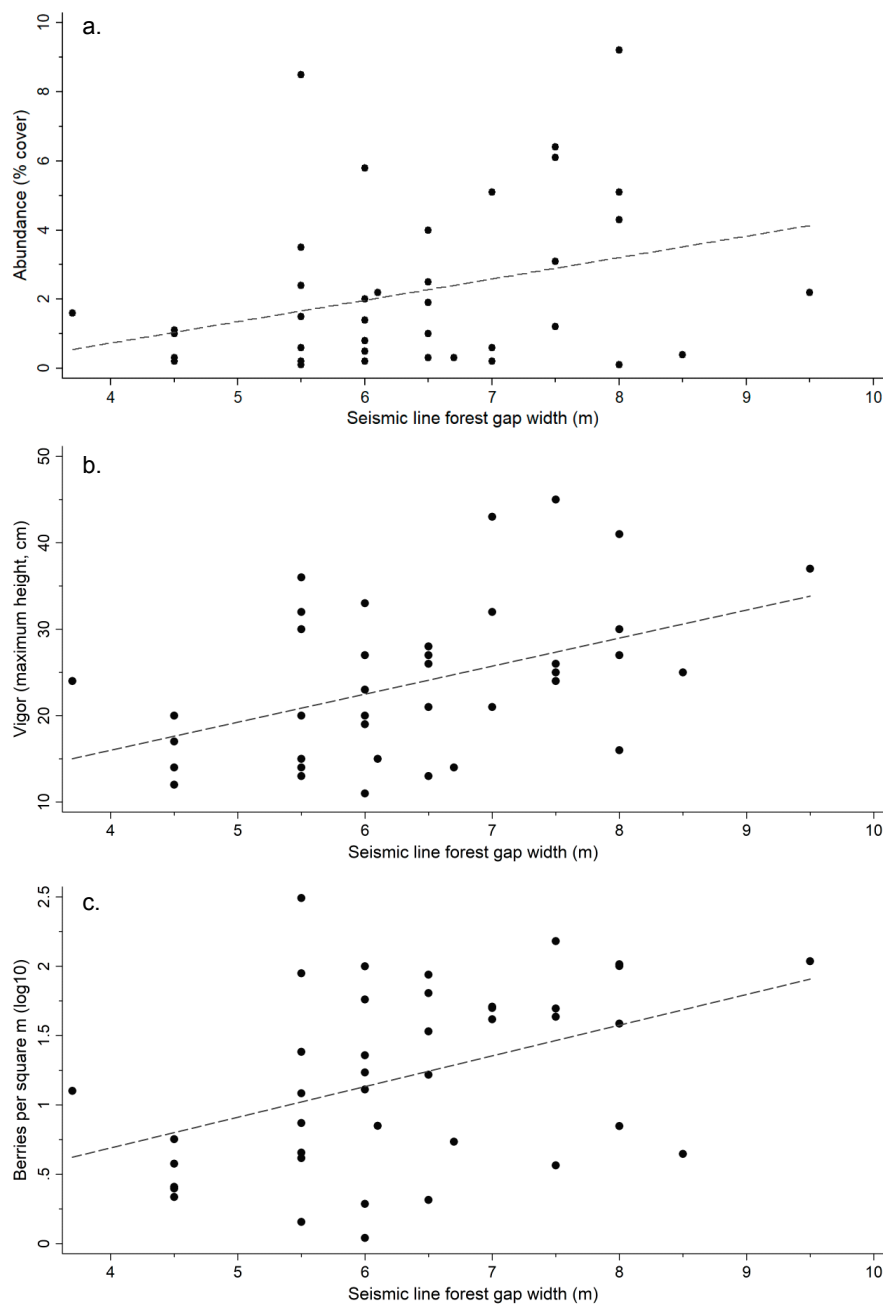 a.
10
8
6
4
2
0
Abundance (% cover)
4 5 6 7 8 9 10
Seismic line forest gap width (m)
b.
50
40
30
20
10
Vigor (maximum height, cm)
4 5 6 7 8 9 10
Seismic line forest gap width (m)
c.
2.5
2
1.5
1
.5
0
Berries per square m (log10)
4 5 6 7 8 9 10
Seismic line forest gap width (m)